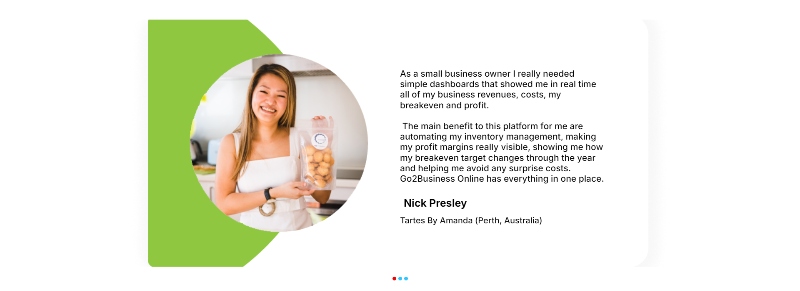 As a small business owner I really needed
simple dashboards that showed me in real time
all of my business revenues, costs, my
breakeven and profit.
The main benefit to this platform for me are
automating my inventory management, making
my profit margins really visible, showing me how
my breakeven target changes through the year
and helping me avoid any surprise costs.
Go2Business Online has everything in one place.
Nick Presley
Tartes By Amanda (Perth, Australia)